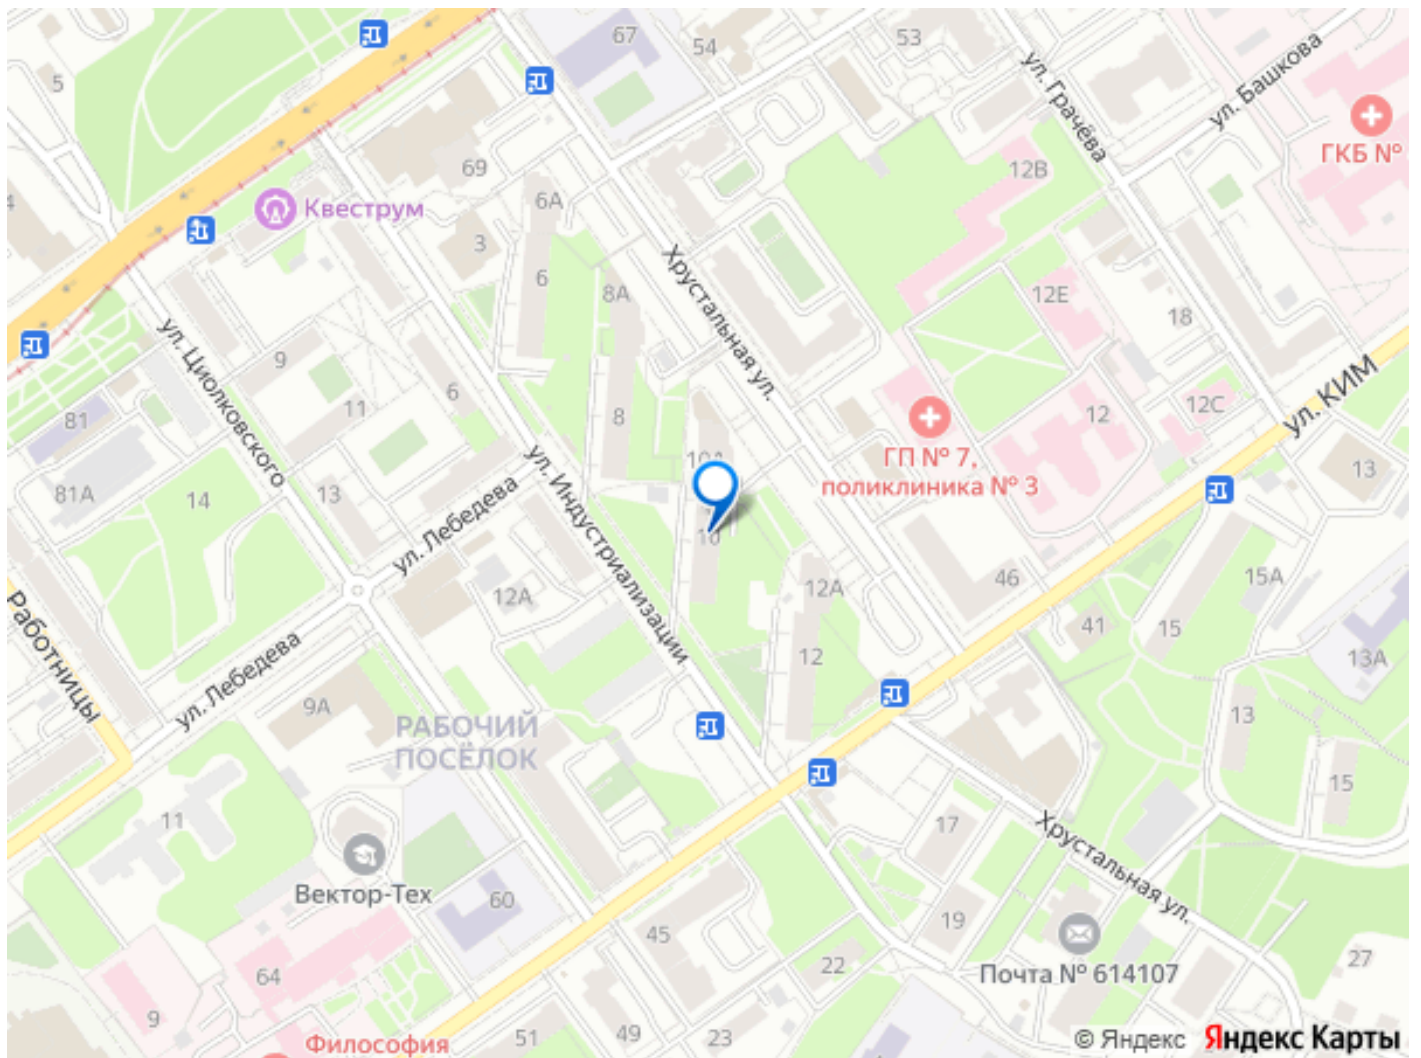 67
54
53
5
ул. Грачёва
ул. Башкова
ГКБ №
69
12В
6А
Квеструм
3
6
8А
Хрустальная ул.
12Е
18
ул. Циолковского
9
6
11
81
8
12
12С
ул. КИМ
ГП № 7,
поликлиника № 3
10А
13
81А
14
13
ул. Лебедева
ул. Индустриализации
10
12А
46
15А
12А
41
15
Работницы
ул. Лебедева
12
13А
9А
РАБОЧИЙ
ПОСЁЛОК
13
15
11
17
Хрустальная ул.
Вектор-Тех
60
19
45
22
Почта № 614107
27
64
9
51
49
23
Философия
© Яндекс Яндекс Карты